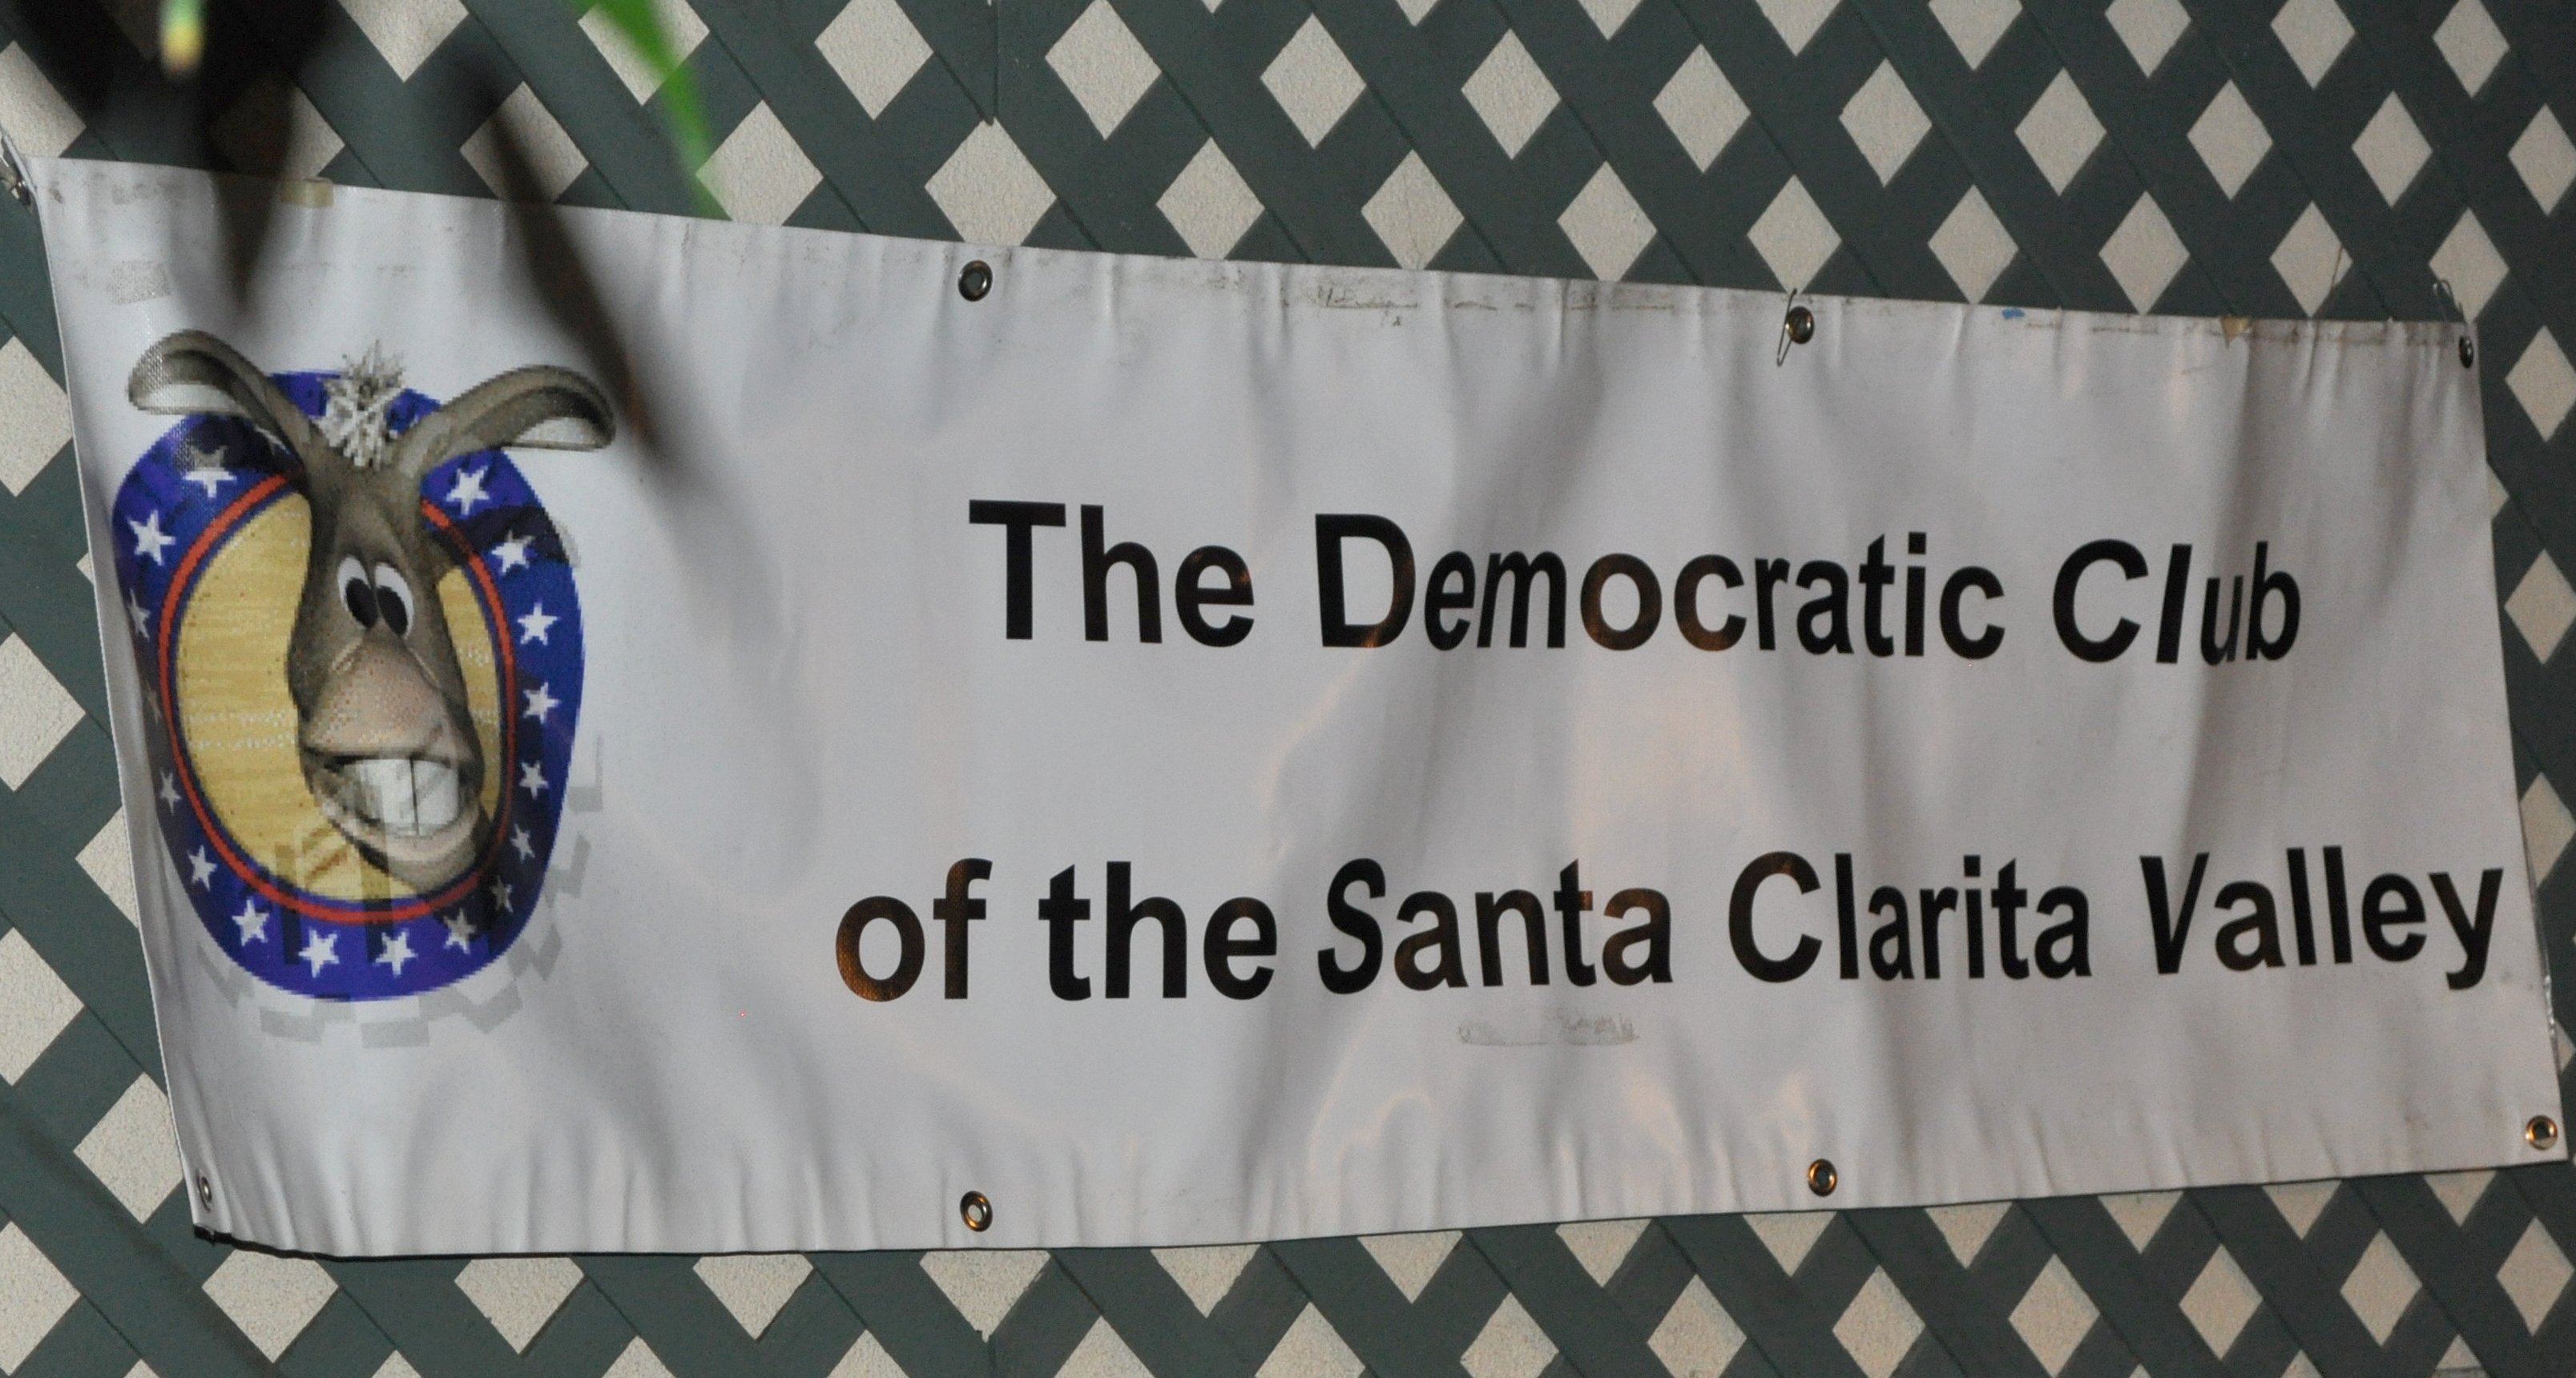 The Democratic Club
of the Santa Clarita Valley